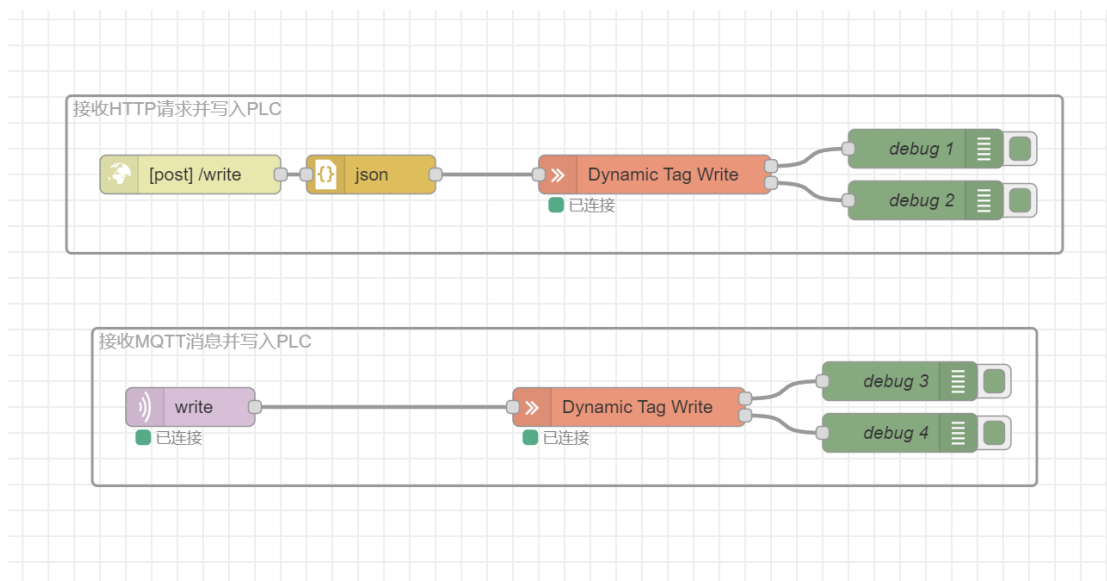 接收HTTP请求并写入PLC
[post] /write
json
Dynamic Tag Write
已连接
debug 1
debug 2
接收MQTT消息并写入PLC
write
已连接
Dynamic Tag Write
已连接
debug 3
debug 4